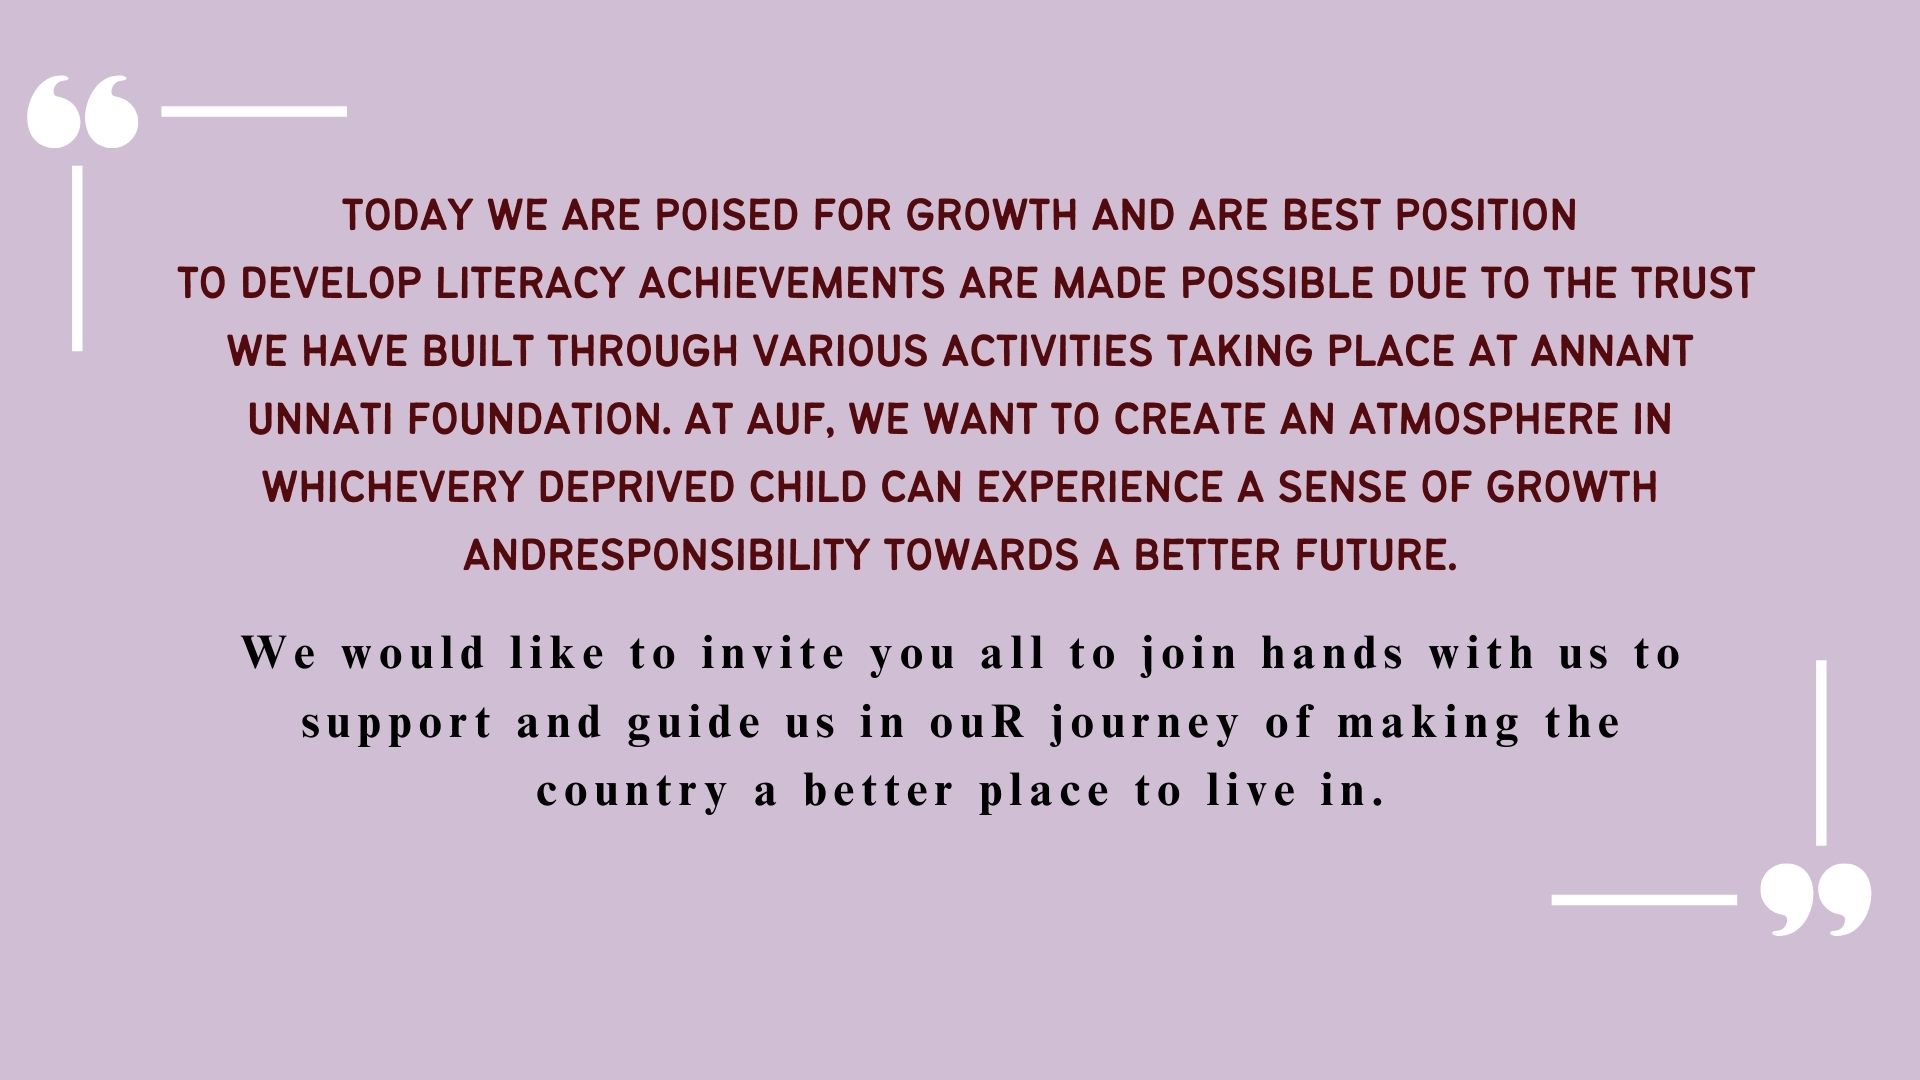 TODAY WE ARE POISED FOR GROWTH AND ARE BEST POSITION
TO DEVELOP LITERACY ACHIEVEMENTS ARE MADE POSSIBLE DUE TO THE TRUST
WE HAVE BUILT THROUGH VARIOUS ACTIVITIES TAKING PLACE AT ANNANT
UNNATI FOUNDATION. AT AUF, WE WANT TO CREATE AN ATMOSPHERE IN
WHICHEVERY DEPRIVED CHILD CAN EXPERIENCE A SENSE OF GROWTH
ANDRESPONSIBILITY TOWARDS A BETTER FUTURE.
We would like to invite you all to join hands with us to
support and guide us in ouR journey of making the
country a better place to live in.